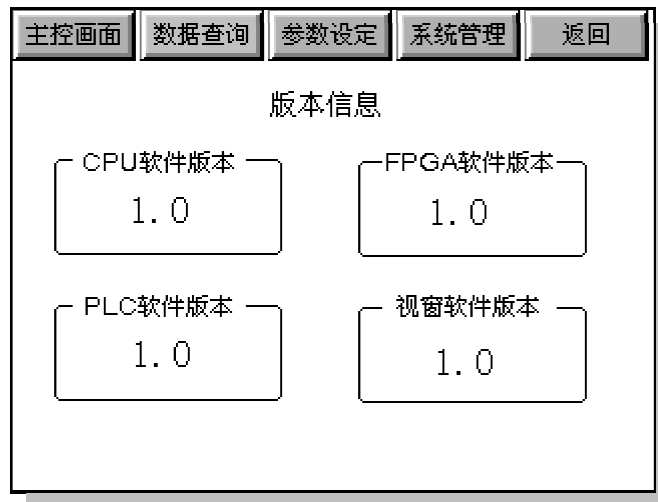 主控画面 数据查询 参数设定 系统管理 返回
版本信息
CPU软件版本 FPGA软件版本
1.0 1.0
PLC软件版本 视窗软件版本
1.0 1.0